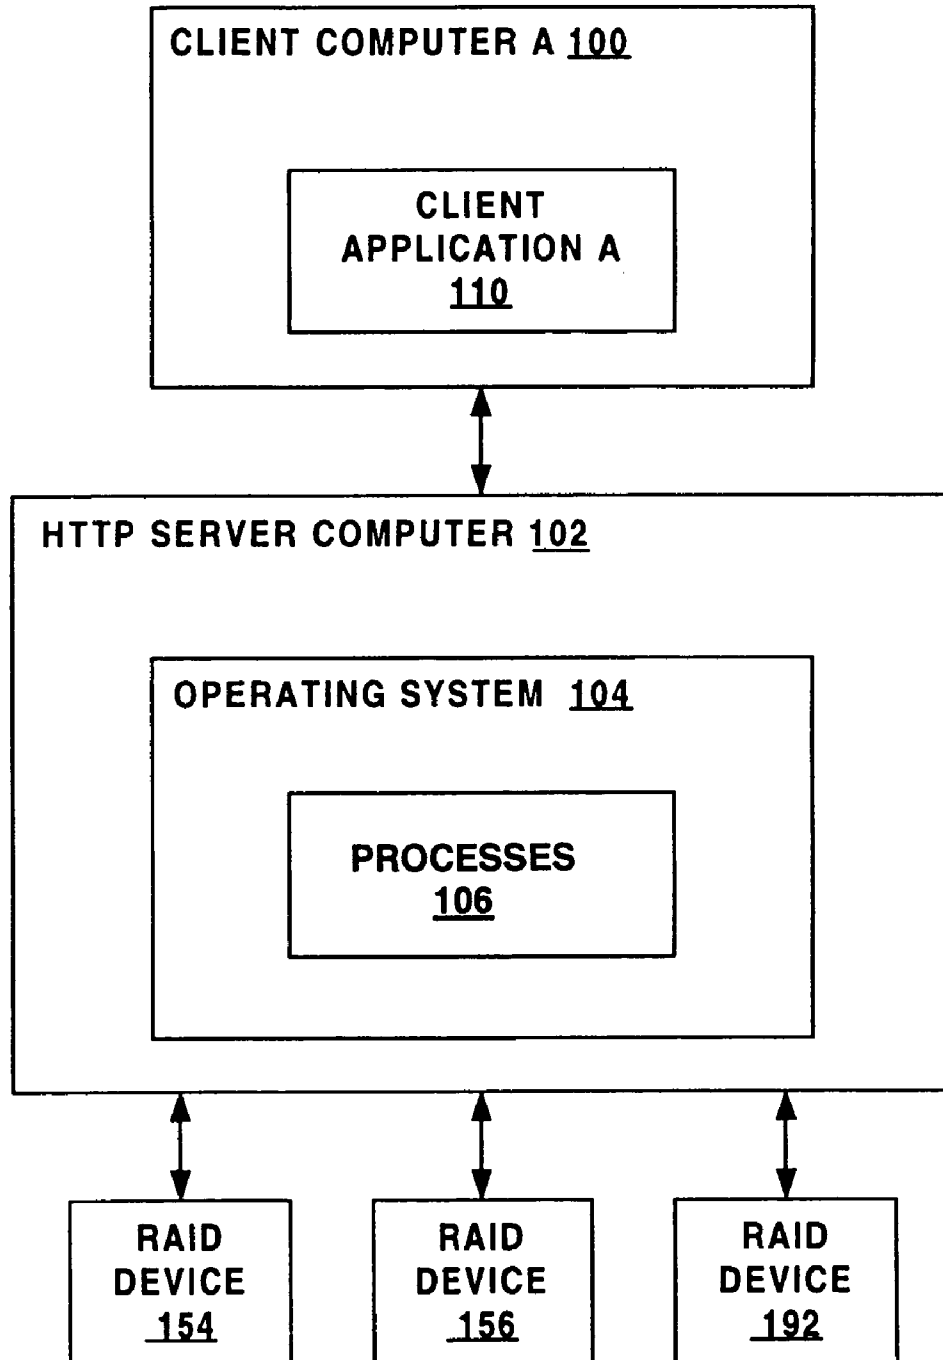 CLIENT COMPUTER A 100
CLIENT
APPLICATION A
110
HTTP SERVER COMPUTER 102
OPERATING SYSTEM 104
PROCESSES
106
RAID
DEVICE
154
RAID
DEVICE
156
RAID
DEVICE
192